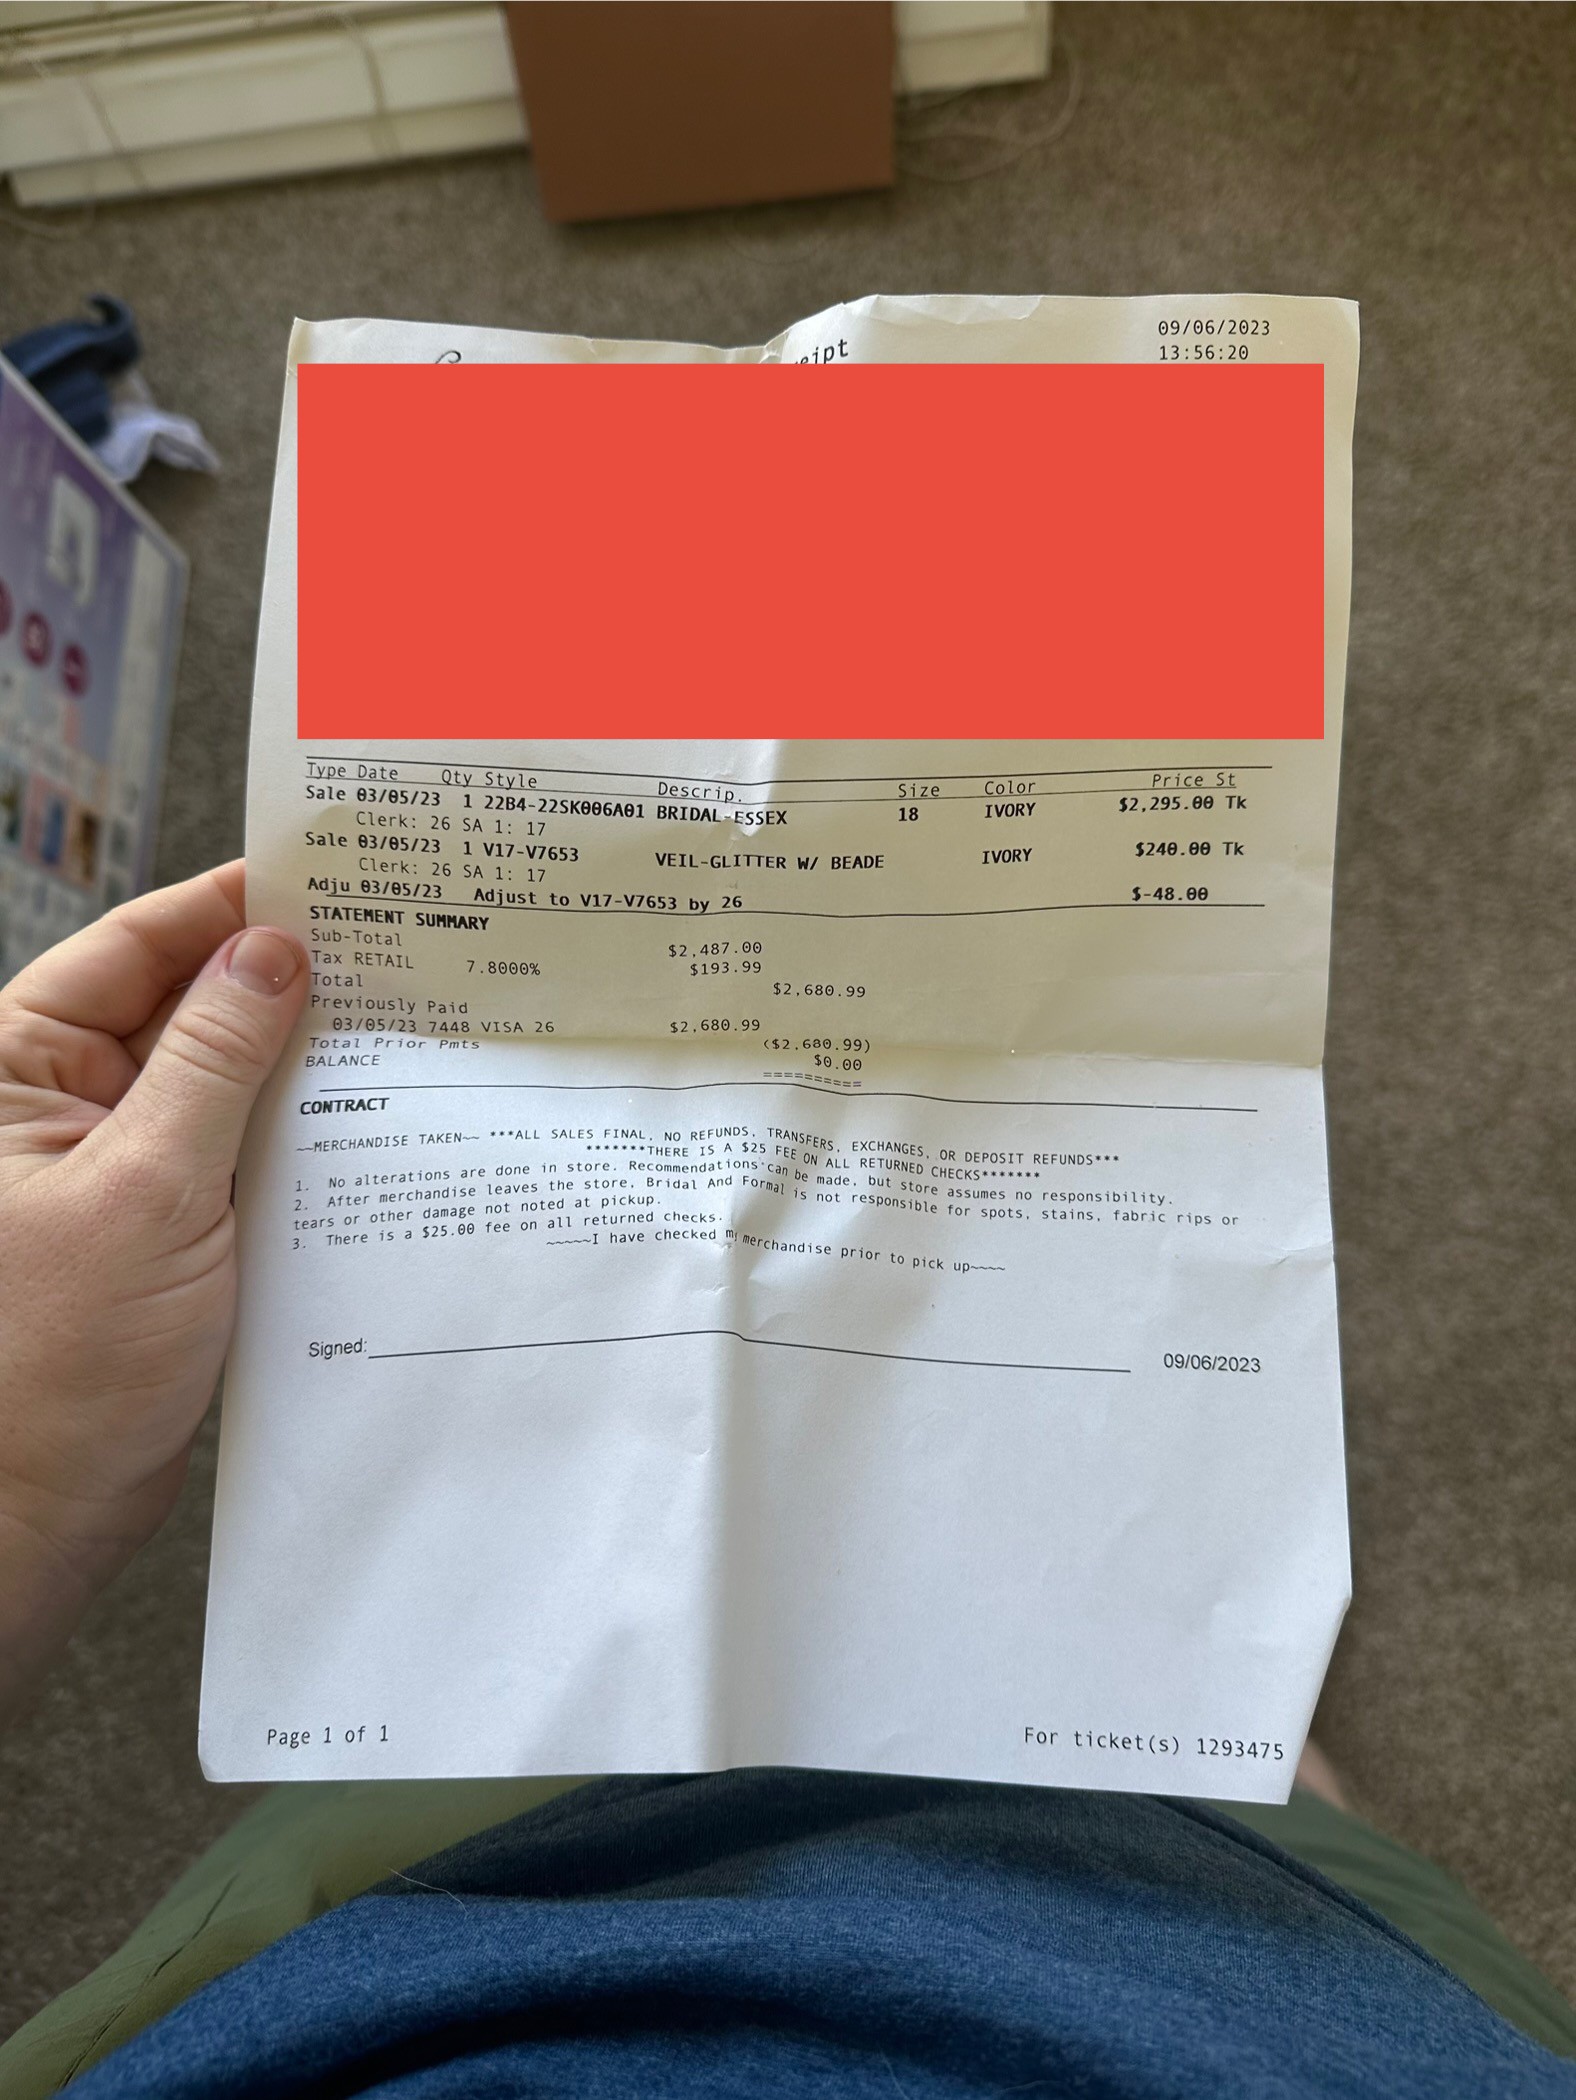 eipt
09/06/2023
13:56:20
Type Date Qty Style Descrip. Size Color Price St
Sale 03/05/23 1 22B4-22SK006A01 BRIDAL-ESSEX 18 IVORY $2,295.00 Tk
Clerk: 26 SA 1: 17
Sale 03/05/23 1 V17-V7653 VEIL-GLITTER W/ BEADE IVORY $240.00 Tk
Clerk: 26 SA 1: 17
Adju 03/05/23 Adjust to V17-V7653 by 26 $-48.00
STATEMENT SUMMARY
Sub-Total $2,487.00
Tax RETAIL 7.8000% $193.99
Total $2,680.99
Previously Paid
03/05/23 7448 VISA 26 $2,680.99
Total Prior Pmts ($2,680.99)
BALANCE $0.00
==========
CONTRACT
~~MERCHANDISE TAKEN~~ ***ALL SALES FINAL, NO REFUNDS, TRANSFERS, EXCHANGES, OR DEPOSIT REFUNDS***
*******THERE IS A $25 FEE ON ALL RETURNED CHECKS*******
1. No alterations are done in store. Recommendations can be made, but store assumes no responsibility.
2. After merchandise leaves the store, Bridal And Formal is not responsible for spots, stains, fabric rips or
tears or other damage not noted at pickup.
3. There is a $25.00 fee on all returned checks.
~~~~~I have checked my merchandise prior to pick up~~~~
Signed: 09/06/2023
Page 1 of 1 For ticket(s) 1293475